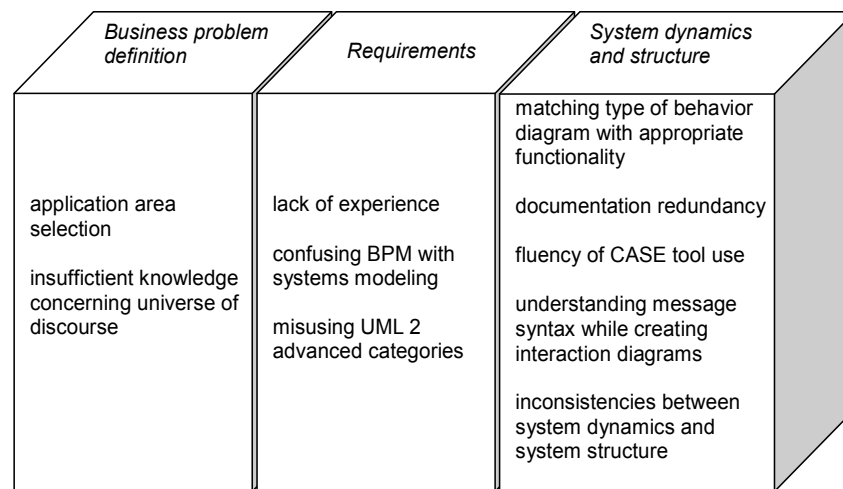 Business problem
definition
Requirements
System dynamics
and structure
application area
selection
insufficient knowledge
concerning universe of
discourse
lack of experience
confusing BPM with
systems modeling
misusing UML 2
advanced categories
matching type of behavior
diagram with appropriate
functionality
documentation redundancy
fluency of CASE tool use
understanding message
syntax while creating
interaction diagrams
inconsistencies between
system dynamics and
system structure